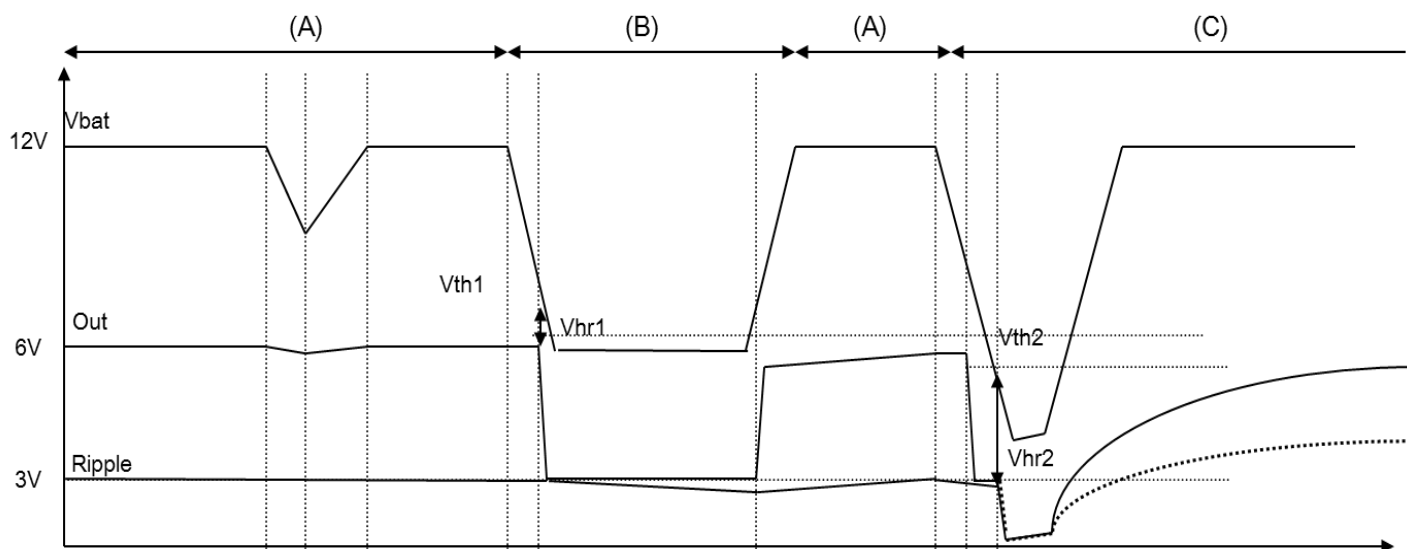 (A) (B) (A) (C)
Vbat
12V
Vth1
Out
Vhr1
Vth2
6V
Ripple
Vhr2
3V